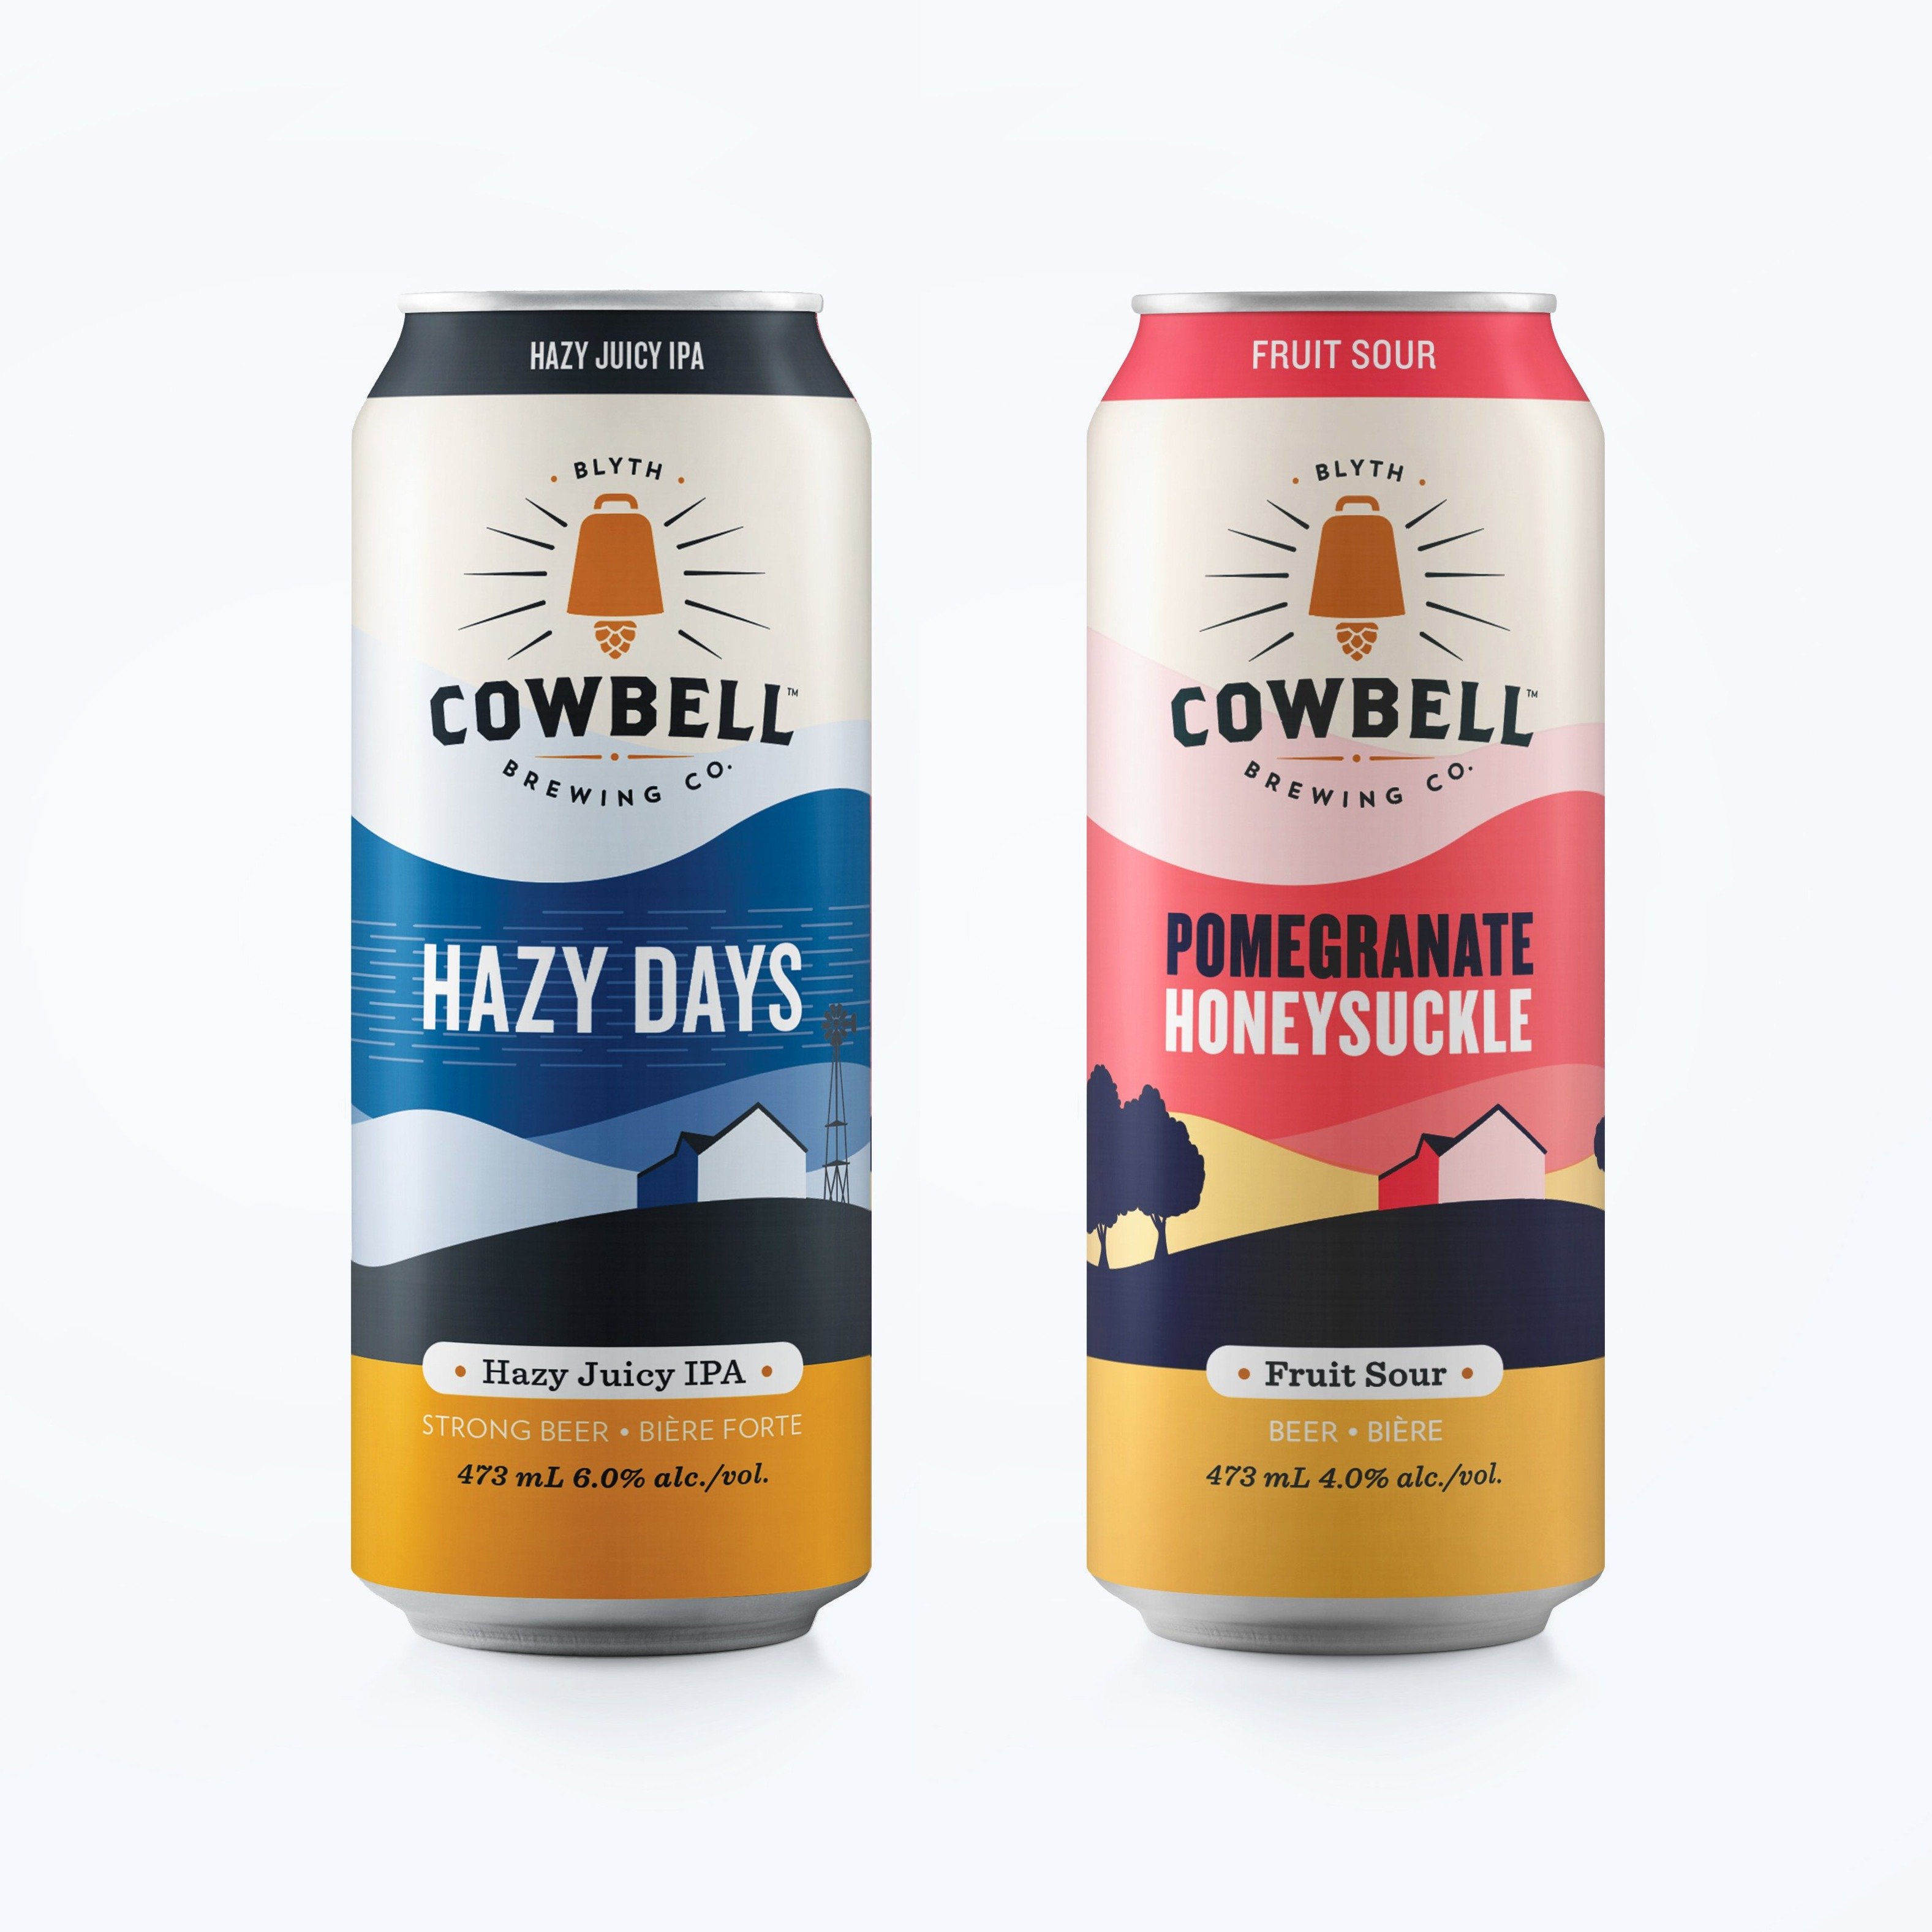 HAZY JUICY IPA
• BLYTH •
COWBELL™
BREWING CO.
HAZY DAYS
• Hazy Juicy IPA •
STRONG BEER • BIÈRE FORTE
473 mL 6.0% alc./vol.
FRUIT SOUR
• BLYTH •
COWBELL™
BREWING CO.
POMEGRANATE
HONEYSUCKLE
• Fruit Sour •
BEER • BIÈRE
473 mL 4.0% alc./vol.